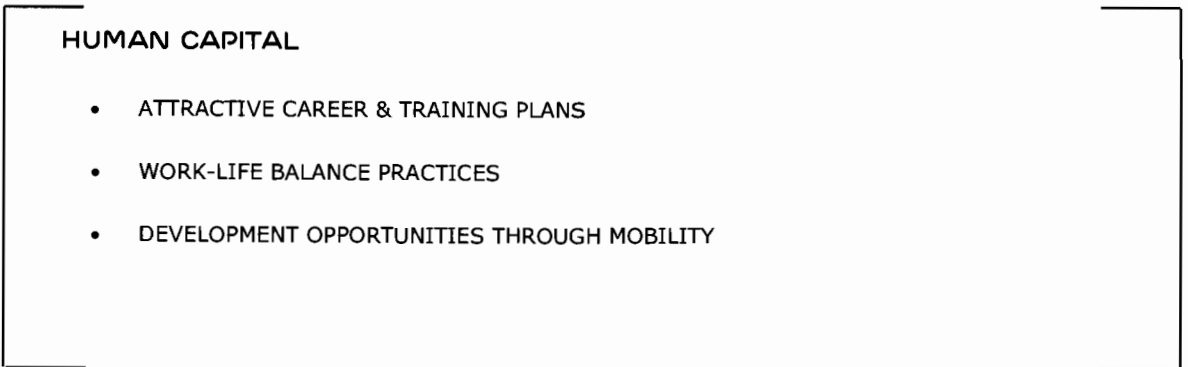 HUMAN CAPITAL
• ATTRACTIVE CAREER & TRAINING PLANS
• WORK-LIFE BALANCE PRACTICES
• DEVELOPMENT OPPORTUNITIES THROUGH MOBILITY